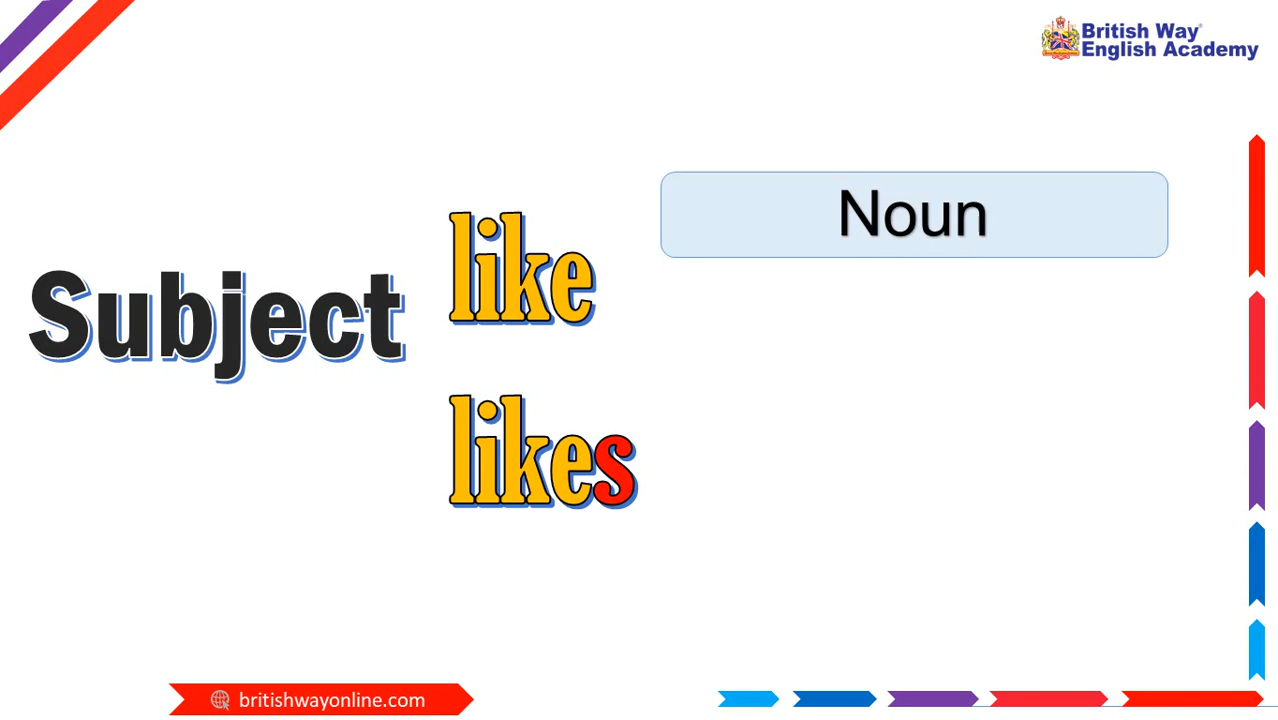 British Way
English Academy
Noun
like
Subject
likes
britishwayonline.com